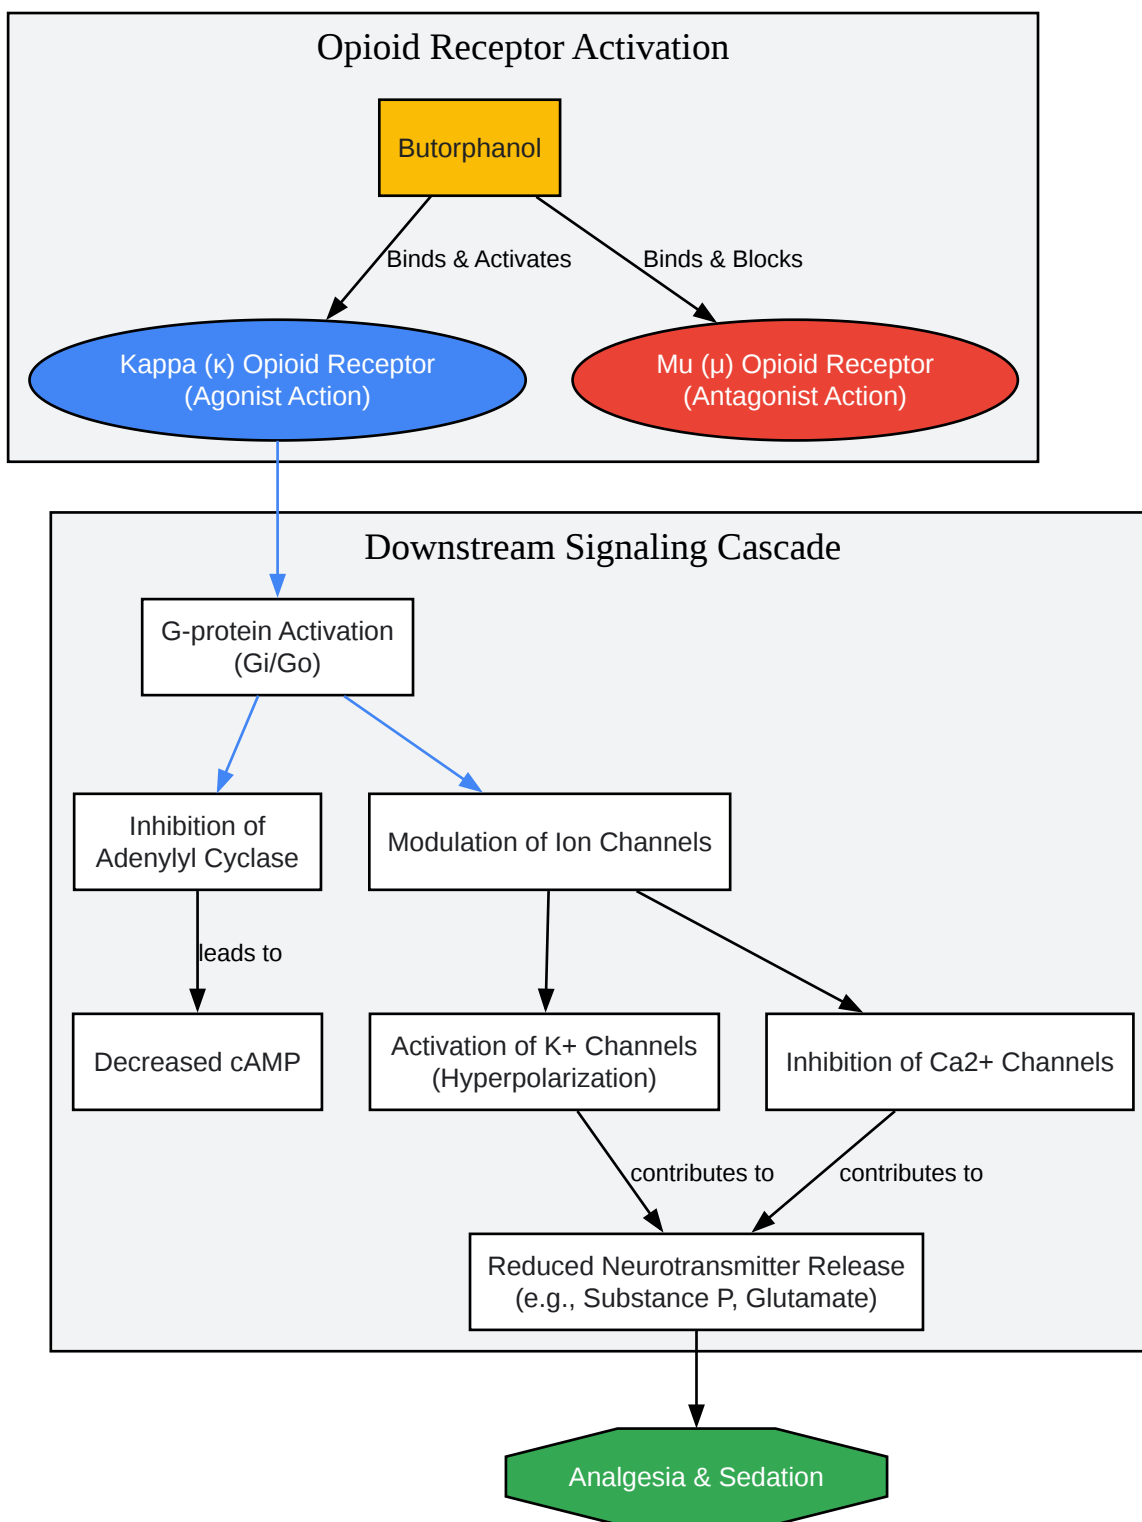 Opioid Receptor Activation
Butorphanol
Binds & Activates
Binds & Blocks
Kappa (κ) Opioid Receptor
(Agonist Action)
Mu (μ) Opioid Receptor
(Antagonist Action)
Downstream Signaling Cascade
G-protein Activation
(Gi/Go)
Inhibition of
Adenylyl Cyclase
Modulation of Ion Channels
leads to
Decreased cAMP
Activation of K+ Channels
(Hyperpolarization)
Inhibition of Ca2+ Channels
contributes to
contributes to
Reduced Neurotransmitter Release
(e.g., Substance P, Glutamate)
Analgesia & Sedation